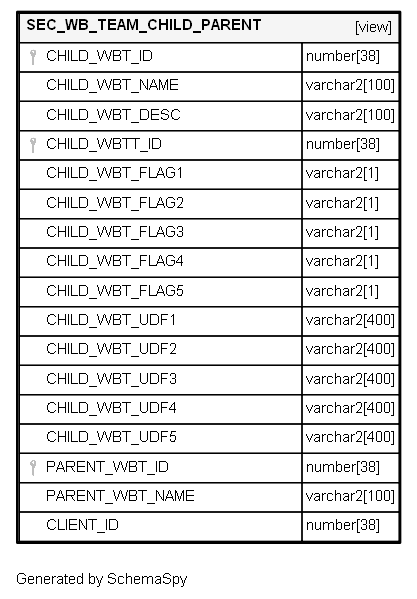 SEC_WB_TEAM_CHILD_PARENT [view]
CHILD_WBT_ID number[38]
CHILD_WBT_NAME varchar2[100]
CHILD_WBT_DESC varchar2[100]
CHILD_WBTT_ID number[38]
CHILD_WBT_FLAG1 varchar2[1]
CHILD_WBT_FLAG2 varchar2[1]
CHILD_WBT_FLAG3 varchar2[1]
CHILD_WBT_FLAG4 varchar2[1]
CHILD_WBT_FLAG5 varchar2[1]
CHILD_WBT_UDF1 varchar2[400]
CHILD_WBT_UDF2 varchar2[400]
CHILD_WBT_UDF3 varchar2[400]
CHILD_WBT_UDF4 varchar2[400]
CHILD_WBT_UDF5 varchar2[400]
PARENT_WBT_ID number[38]
PARENT_WBT_NAME varchar2[100]
CLIENT_ID number[38]
Generated by SchemaSpy